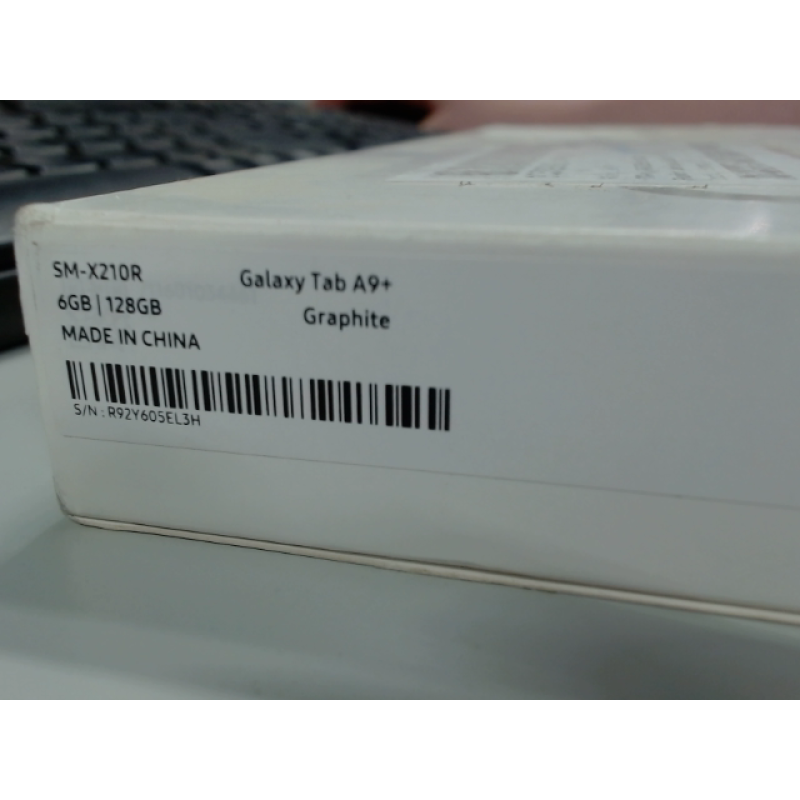 SM-X210R
Galaxy Tab A9+
6GB | 128GB
Graphite
MADE IN CHINA
S/N : R92Y605EL3H